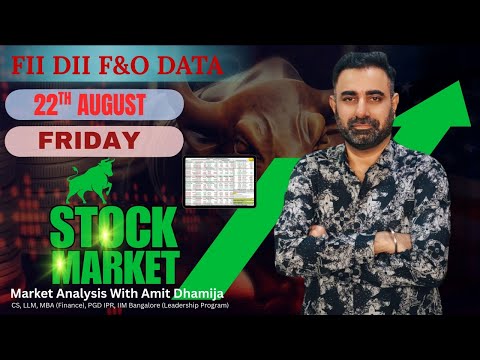 FII DII F&O DATA
22TH AUGUST
FRIDAY
STOCK
MARKET
Market Analysis With Amit Dhamija
CS, LLM, MBA (Finance), PGD IPR, IIM Bangalore (Leadership Program)